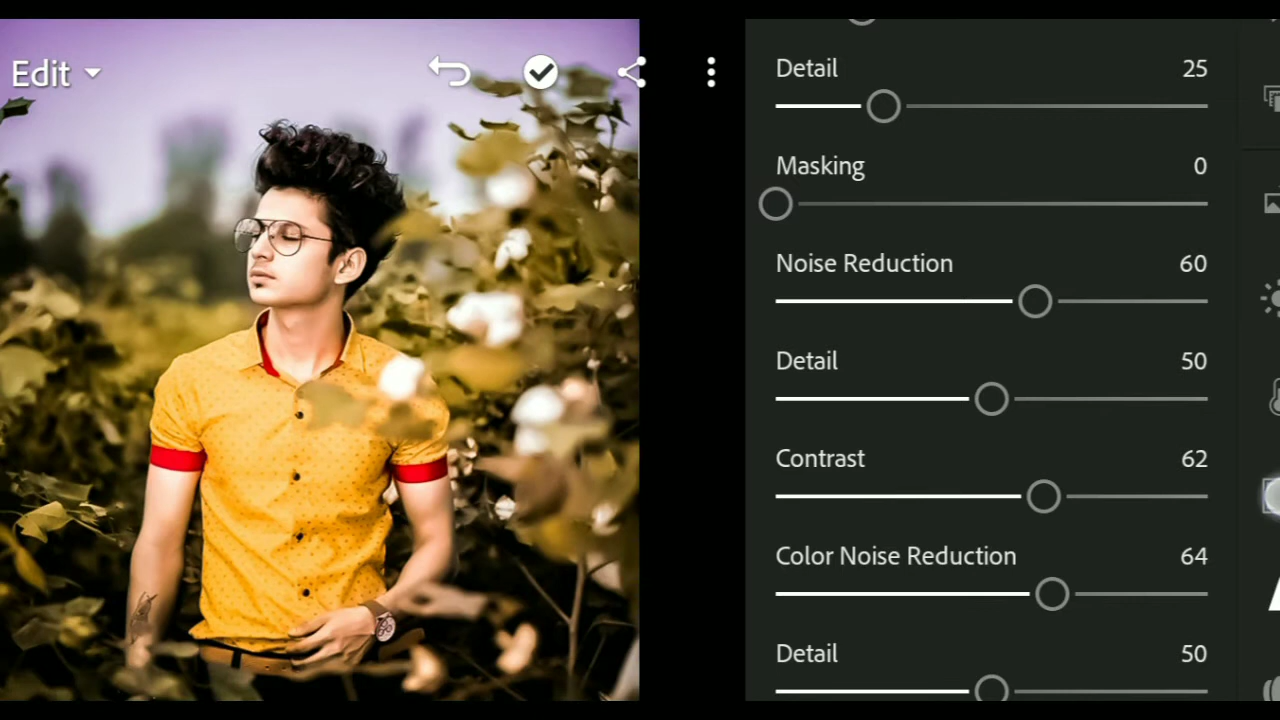 Edit
Detail 25
Masking 0
Noise Reduction 60
Detail 50
Contrast 62
Color Noise Reduction 64
Detail 50